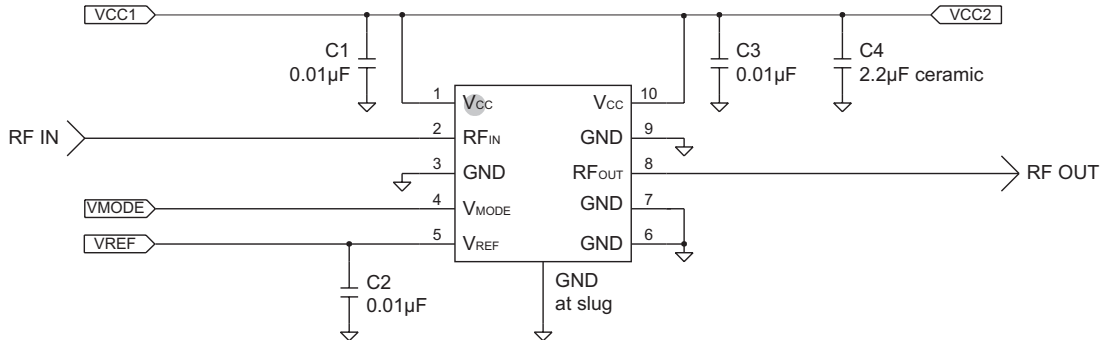 VCC1
VCC2
C1
0.01µF
C3
0.01µF
C4
2.2µF ceramic
1
VCC
VCC
10
RF IN
2
RFIN
GND
9
3
GND
RFOUT
8
RF OUT
VMODE
4
VMODE
GND
7
VREF
5
VREF
GND
6
C2
0.01µF
GND
at slug